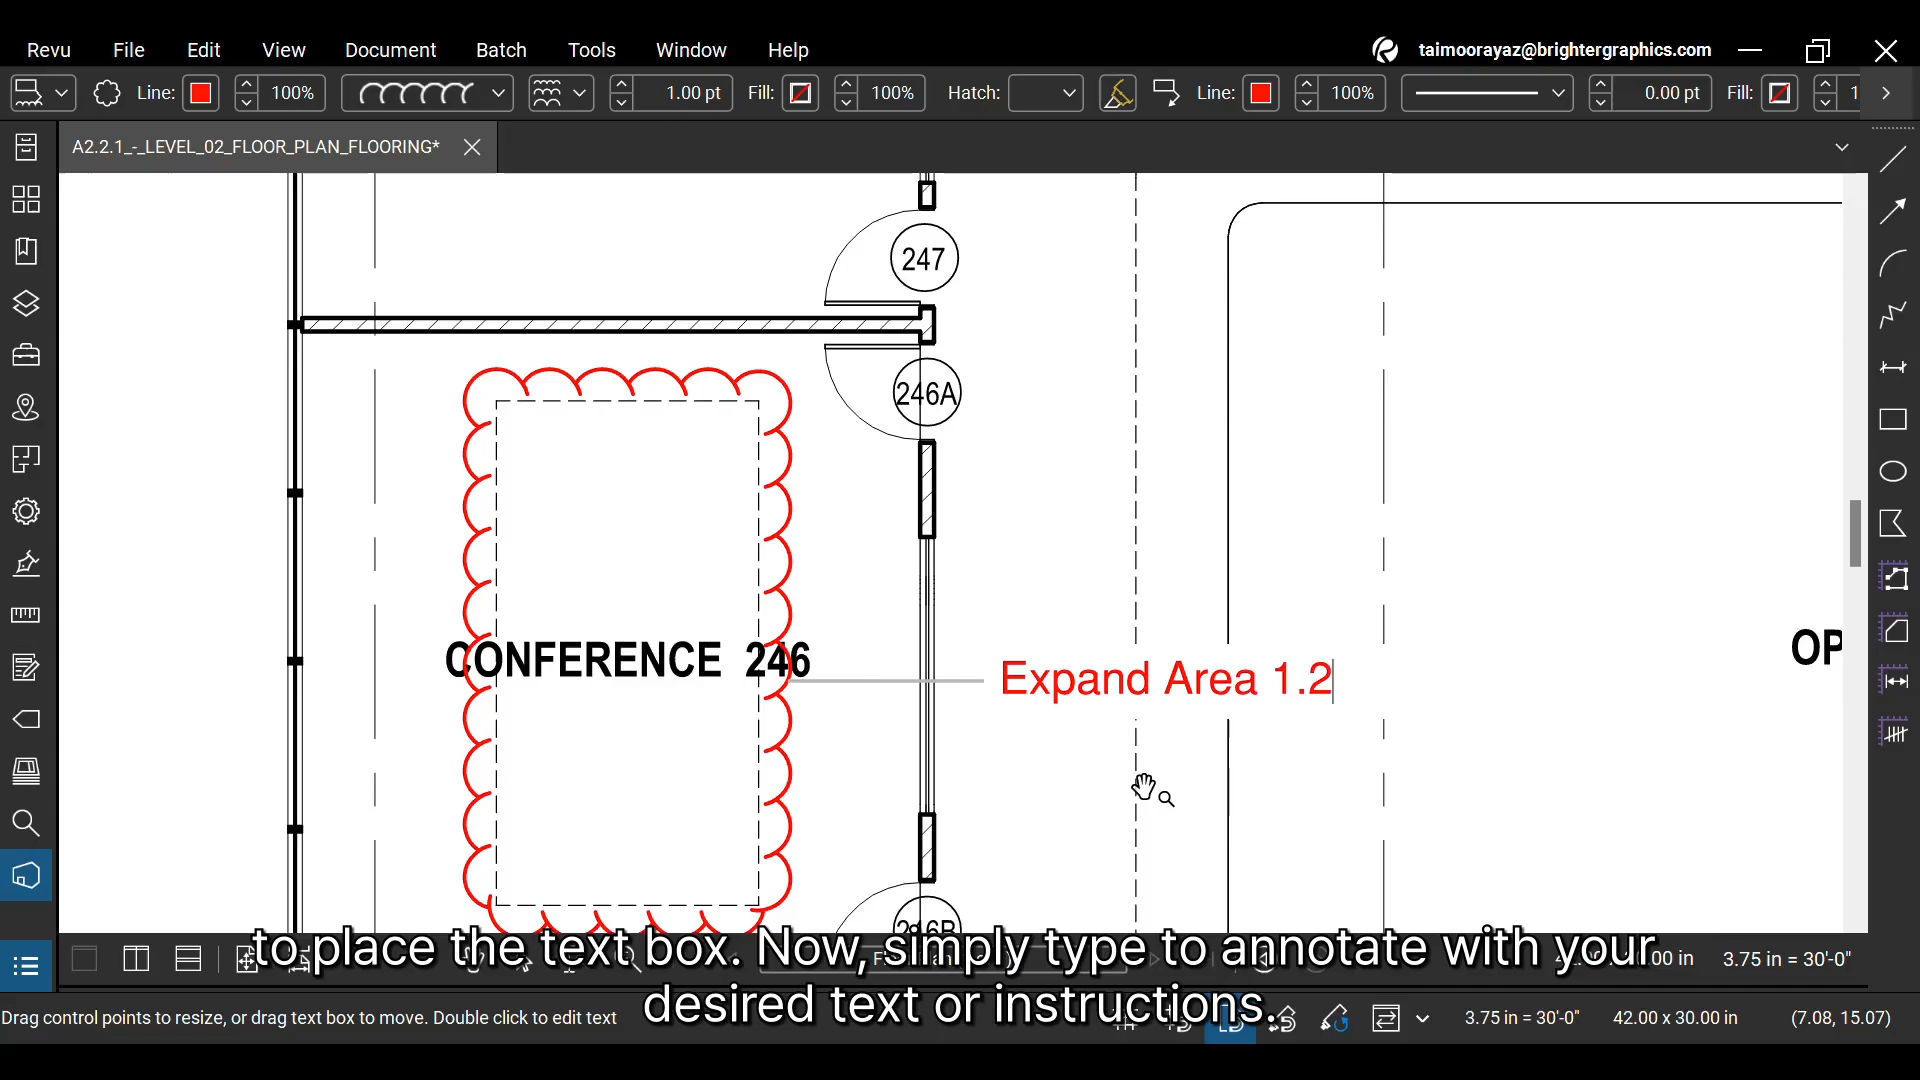 Revu File Edit View Document Batch Tools Window Help taimoorayaz@brightergraphics.com
Line: 100% 1.00 pt Fill: 100% Hatch: Line: 100% 0.00 pt Fill: 1
A2.2.1_-_LEVEL_02_FLOOR_PLAN_FLOORING*
247
246A
CONFERENCE 246
Expand Area 1.2
OP
246B
to place the text box. Now, simply type to annotate with your
desired text or instructions.
3.75 in = 30'-0"
Drag control points to resize, or drag text box to move. Double click to edit text
3.75 in = 30'-0" 42.00 x 30.00 in (7.08, 15.07)